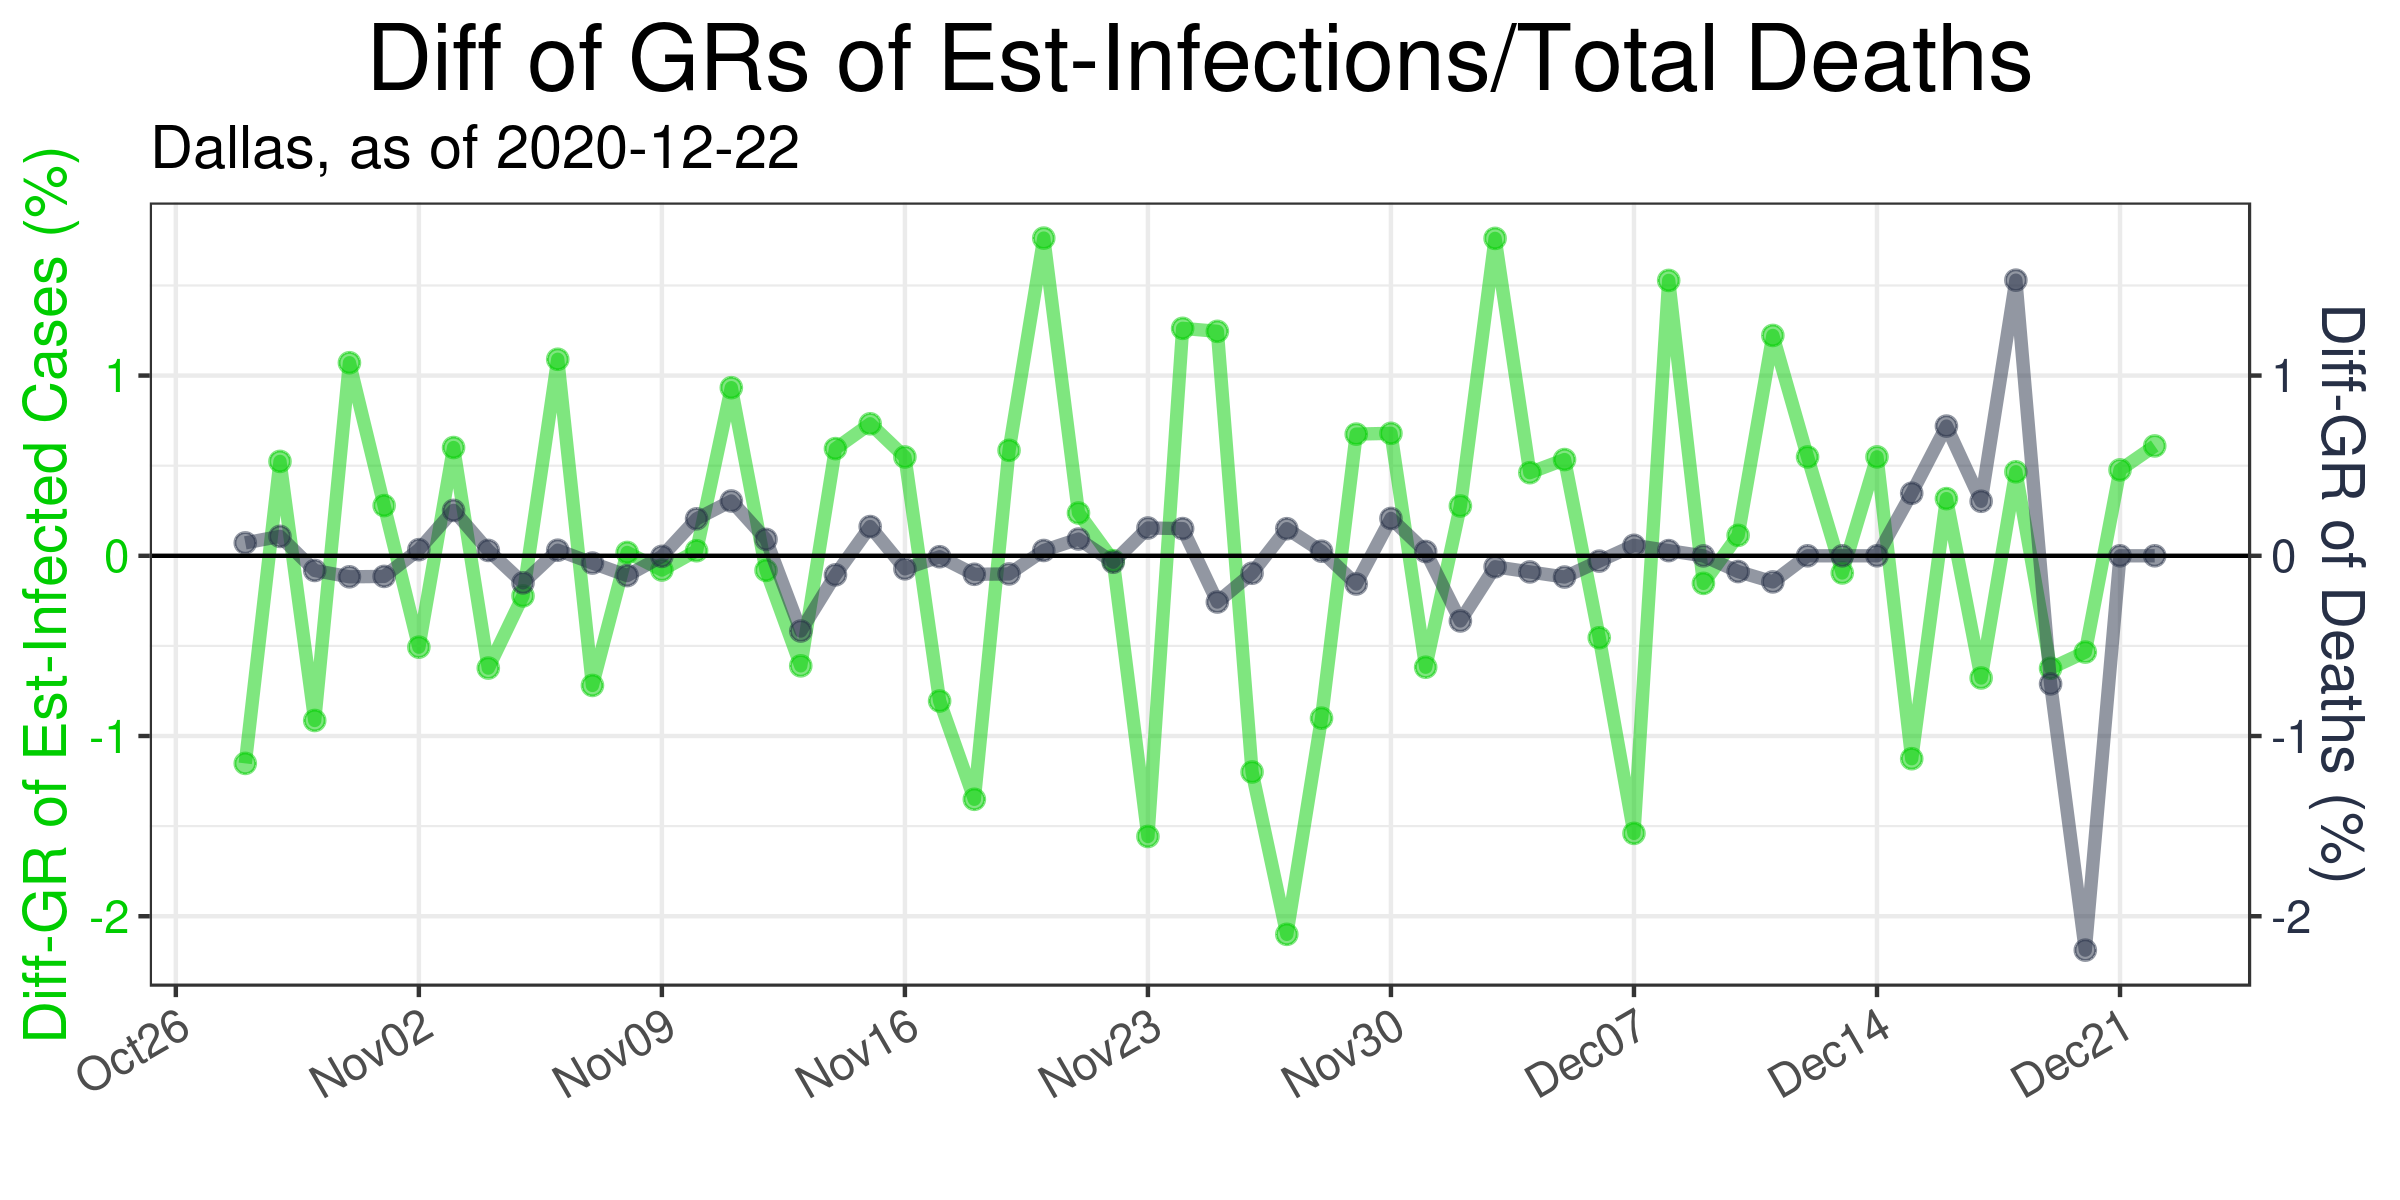 Diff of GRs of Est-Infections/Total Deaths
Dallas, as of 2020-12-22
Diff-GR of Est-Infected Cases (%)
1
0
-1
-2
1
0
-1
-2
Diff-GR of Deaths (%)
Oct26
Nov02
Nov09
Nov16
Nov23
Nov30
Dec07
Dec14
Dec21